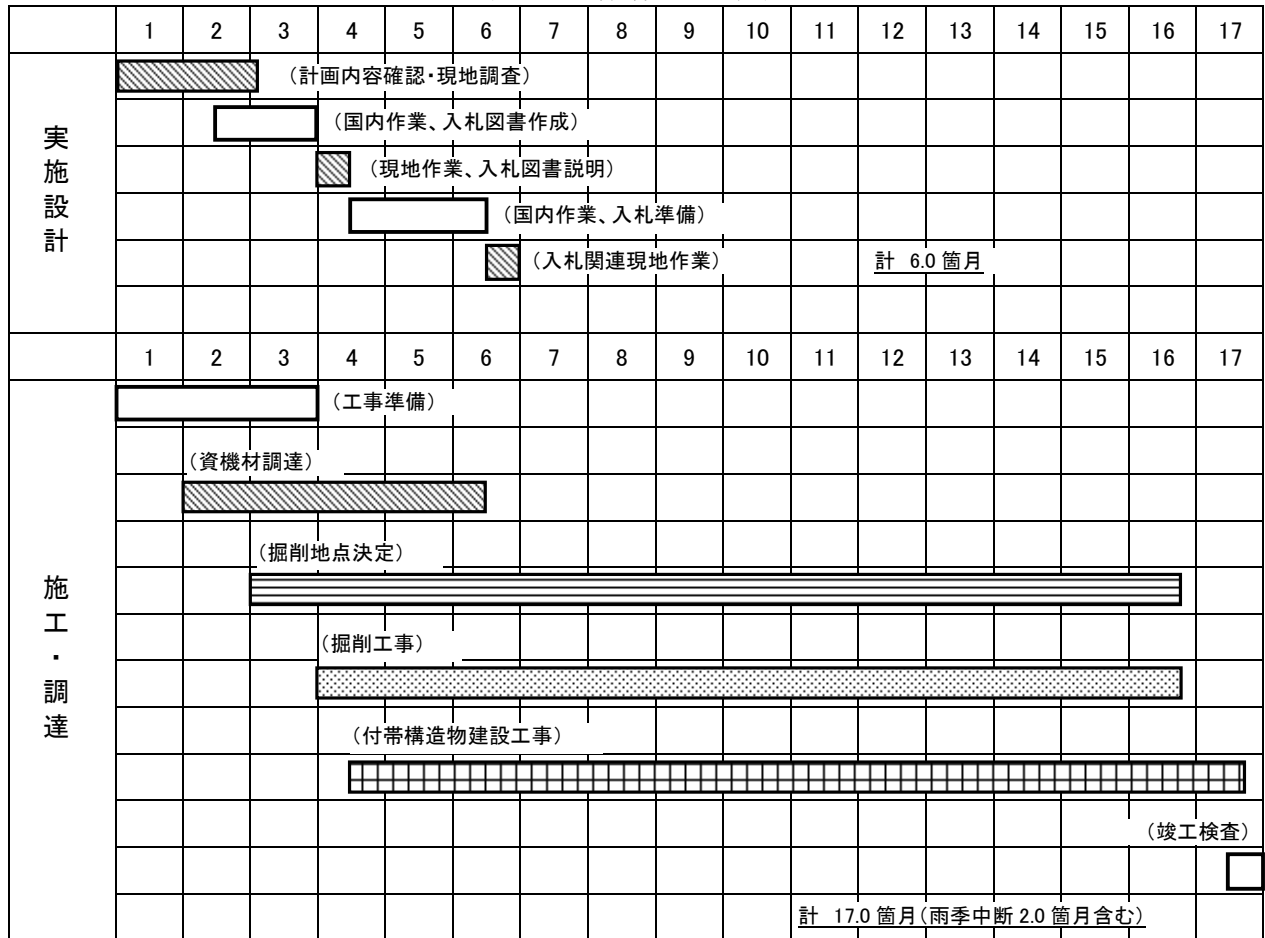 1 2 3 4 5 6 7 8 9 10 11 12 13 14 15 16 17
実施設計
(計画内容確認・現地調査)
(国内作業、入札図書作成)
(現地作業、入札図書説明)
(国内作業、入札準備)
(入札関連現地作業) 計 6.0 箇月
1 2 3 4 5 6 7 8 9 10 11 12 13 14 15 16 17
施工・調達
(工事準備)
(資機材調達)
(掘削地点決定)
(掘削工事)
(付帯構造物建設工事)
(竣工検査)
計 17.0 箇月(雨季中断 2.0 箇月含む)